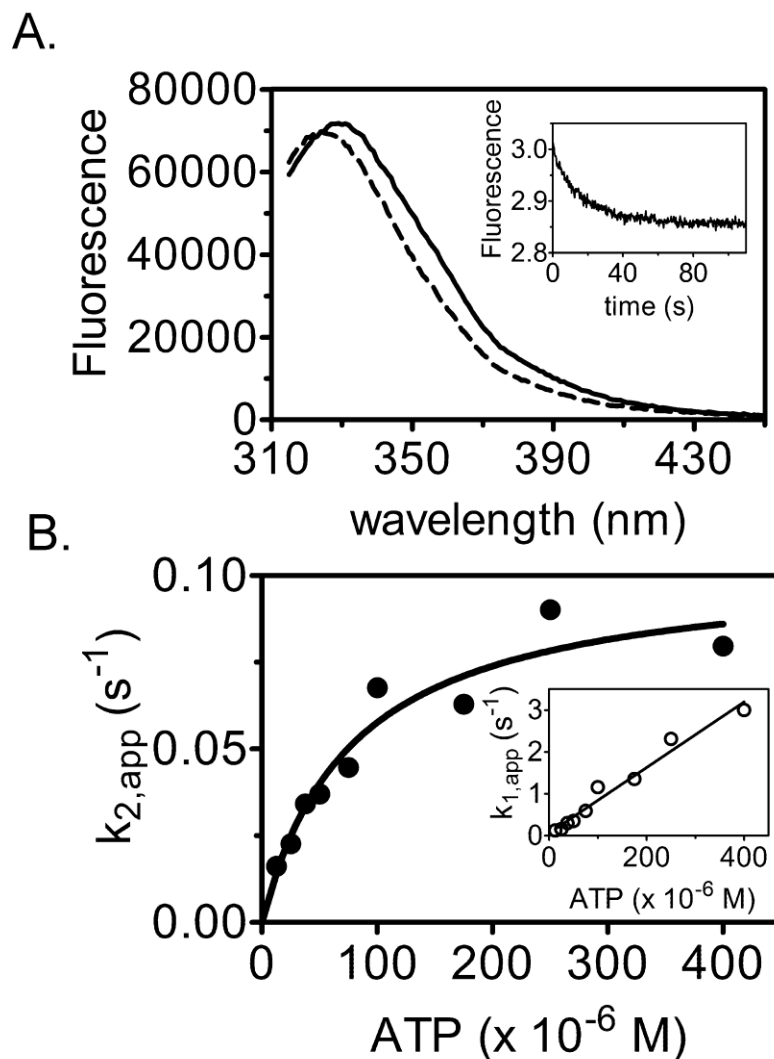 A.
80000
60000
40000
20000
0
Fluorescence
310 350 390 430
wavelength (nm)
3.0
2.9
2.8
Fluorescence
0 40 80
time (s)
B.
0.10
0.05
0.00
k2,app (s-1)
0 100 200 300 400
ATP (x 10-6 M)
3
2
1
0
k1,app (s-1)
0 200 400
ATP (x 10-6 M)